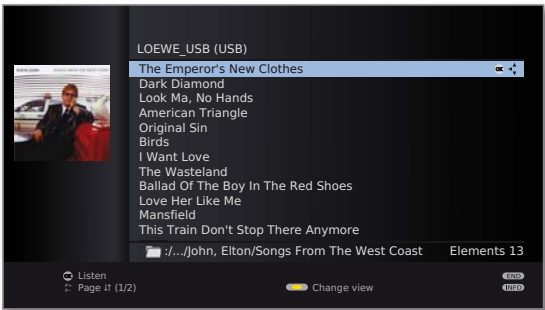 LOEWE_USB (USB)
The Emperor's New Clothes
OK
Dark Diamond
Look Ma, No Hands
American Triangle
Original Sin
Birds
I Want Love
The Wasteland
Ballad Of The Boy In The Red Shoes
Love Her Like Me
Mansfield
This Train Don't Stop There Anymore
:/.../John, Elton/Songs From The West Coast Elements 13
OK Listen END
Page (1/2) Change view INFO